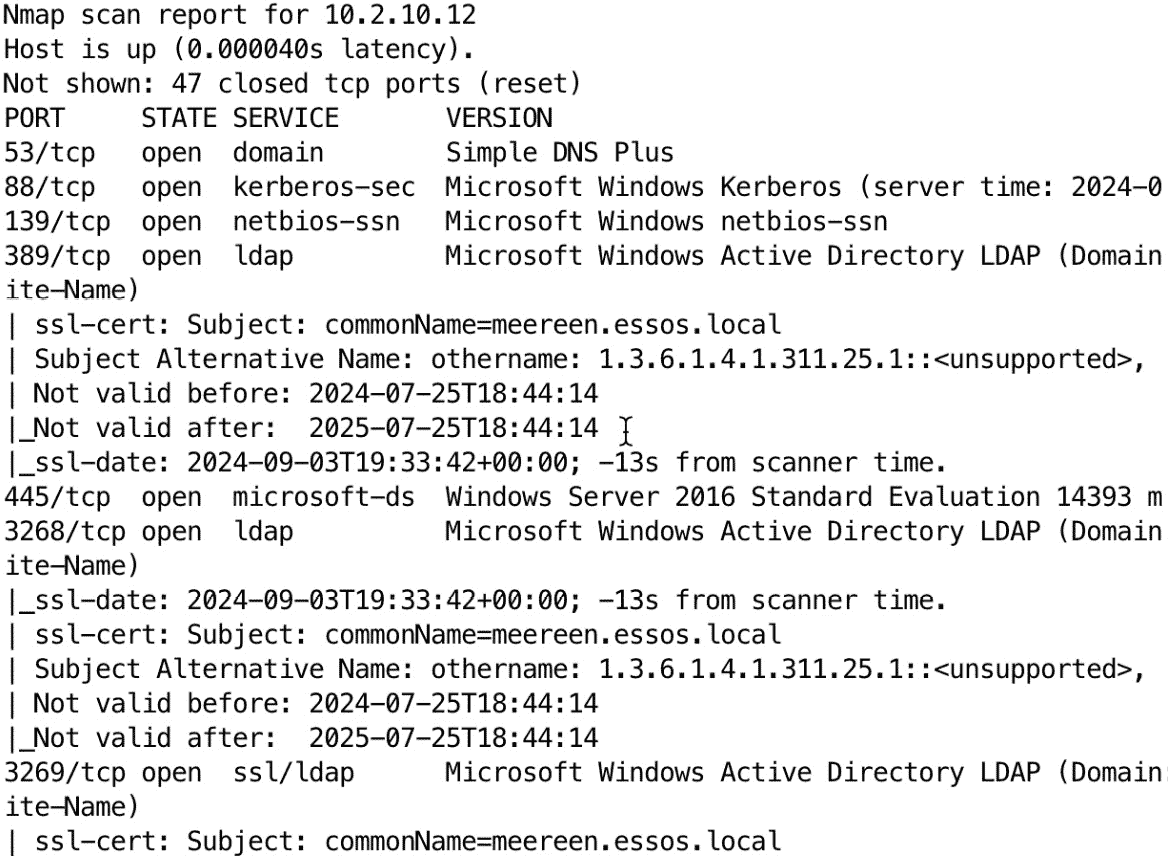 Nmap scan report for 10.2.10.12
Host is up (0.000040s latency).
Not shown: 47 closed tcp ports (reset)
PORT     STATE SERVICE       VERSION
53/tcp   open  domain        Simple DNS Plus
88/tcp   open  kerberos-sec  Microsoft Windows Kerberos (server time: 2024-0
139/tcp  open  netbios-ssn   Microsoft Windows netbios-ssn
389/tcp  open  ldap          Microsoft Windows Active Directory LDAP (Domain
ite-Name)
| ssl-cert: Subject: commonName=meereen.essos.local
| Subject Alternative Name: othername: 1.3.6.1.4.1.311.25.1::<unsupported>,
| Not valid before: 2024-07-25T18:44:14
|_Not valid after:  2025-07-25T18:44:14
|_ssl-date: 2024-09-03T19:33:42+00:00; -13s from scanner time.
445/tcp  open  microsoft-ds  Windows Server 2016 Standard Evaluation 14393 m
3268/tcp open  ldap          Microsoft Windows Active Directory LDAP (Domain
ite-Name)
|_ssl-date: 2024-09-03T19:33:42+00:00; -13s from scanner time.
| ssl-cert: Subject: commonName=meereen.essos.local
| Subject Alternative Name: othername: 1.3.6.1.4.1.311.25.1::<unsupported>,
| Not valid before: 2024-07-25T18:44:14
|_Not valid after:  2025-07-25T18:44:14
3269/tcp open  ssl/ldap      Microsoft Windows Active Directory LDAP (Domain:
ite-Name)
| ssl-cert: Subject: commonName=meereen.essos.local